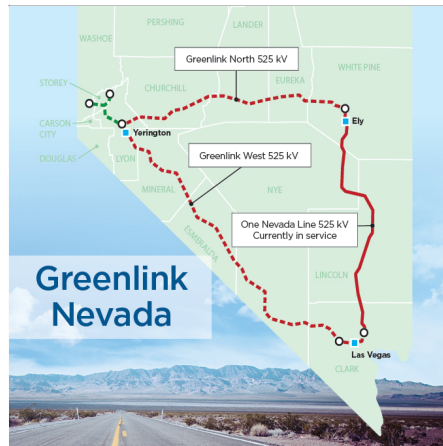 PERSHING
LANDER
WASHOE
Greenlink North 525 kV
EUREKA
WHITE PINE
STOREY
CHURCHILL
Ely
CARSON
CITY
Yerington
DOUGLAS
LYON
Greenlink West 525 kV
MINERAL
NYE
ESMERALDA
One Nevada Line 525 kV
Currently in service
LINCOLN
Greenlink
Nevada
Las Vegas
CLARK